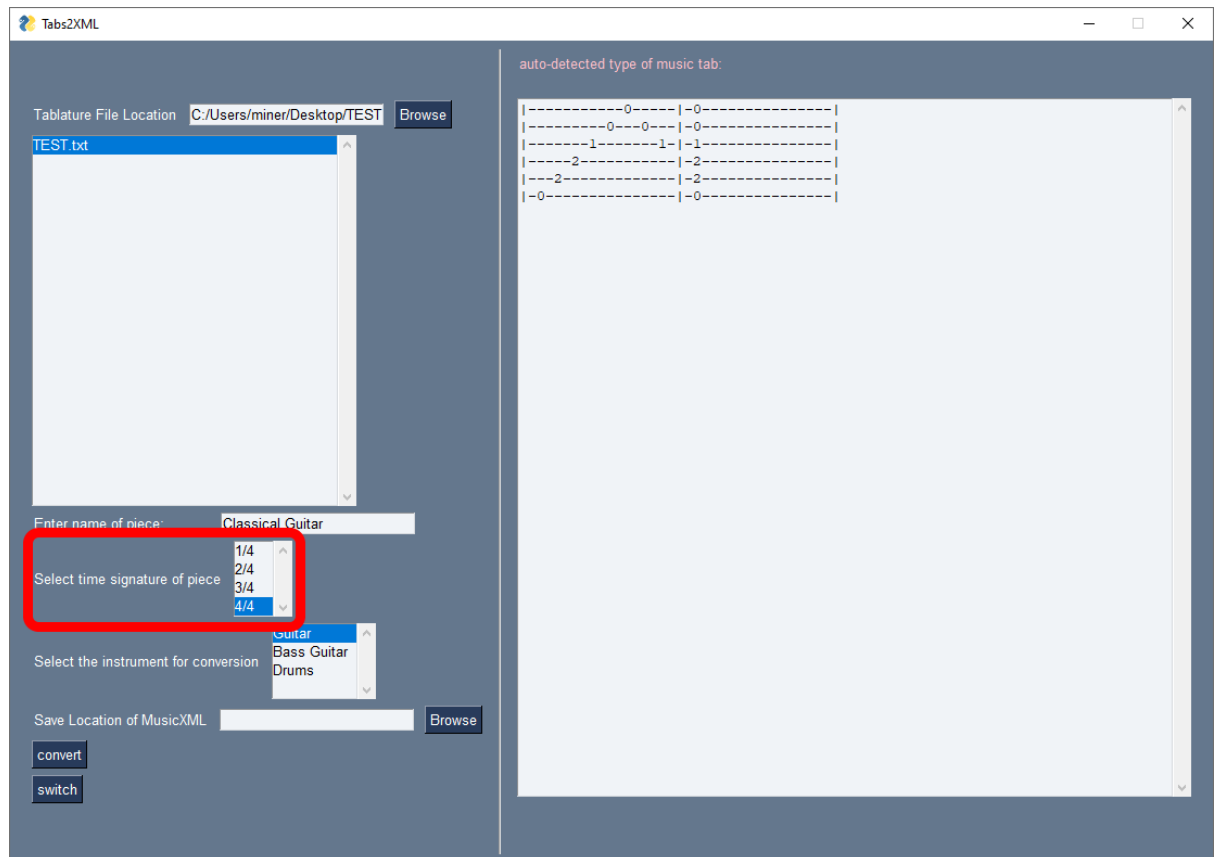 Tabs2XML
auto-detected type of music tab:
Tablature File Location C:/Users/miner/Desktop/TEST Browse
TEST.txt
|-----------0-----|-0---------------|
|---------0---0---|-0---------------|
|-------1-------1-|-1---------------|
|-----2-----------|-2---------------|
|---2-------------|-2---------------|
|-0---------------|-0---------------|
Enter name of piece: Classical Guitar
Select time signature of piece
1/4
2/4
3/4
4/4
Select the instrument for conversion
Guitar
Bass Guitar
Drums
Save Location of MusicXML Browse
convert
switch